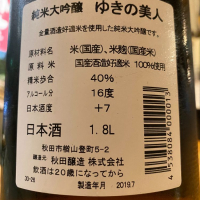 純米大吟醸 ゆきの美人
全量酒造好適米を使用した純米大吟醸です。
原材料名 米(国産)、米麹(国産米)
原料米 国産酒造好適米 100%使用
精米歩合 40%
アルコール分 16度
日本酒度 +7
日本酒 1.8L
秋田市楢山登町5-2
醸造元 秋田醸造 株式会社
飲酒は20歳になってから
製造年月 2019.7
4538084000013